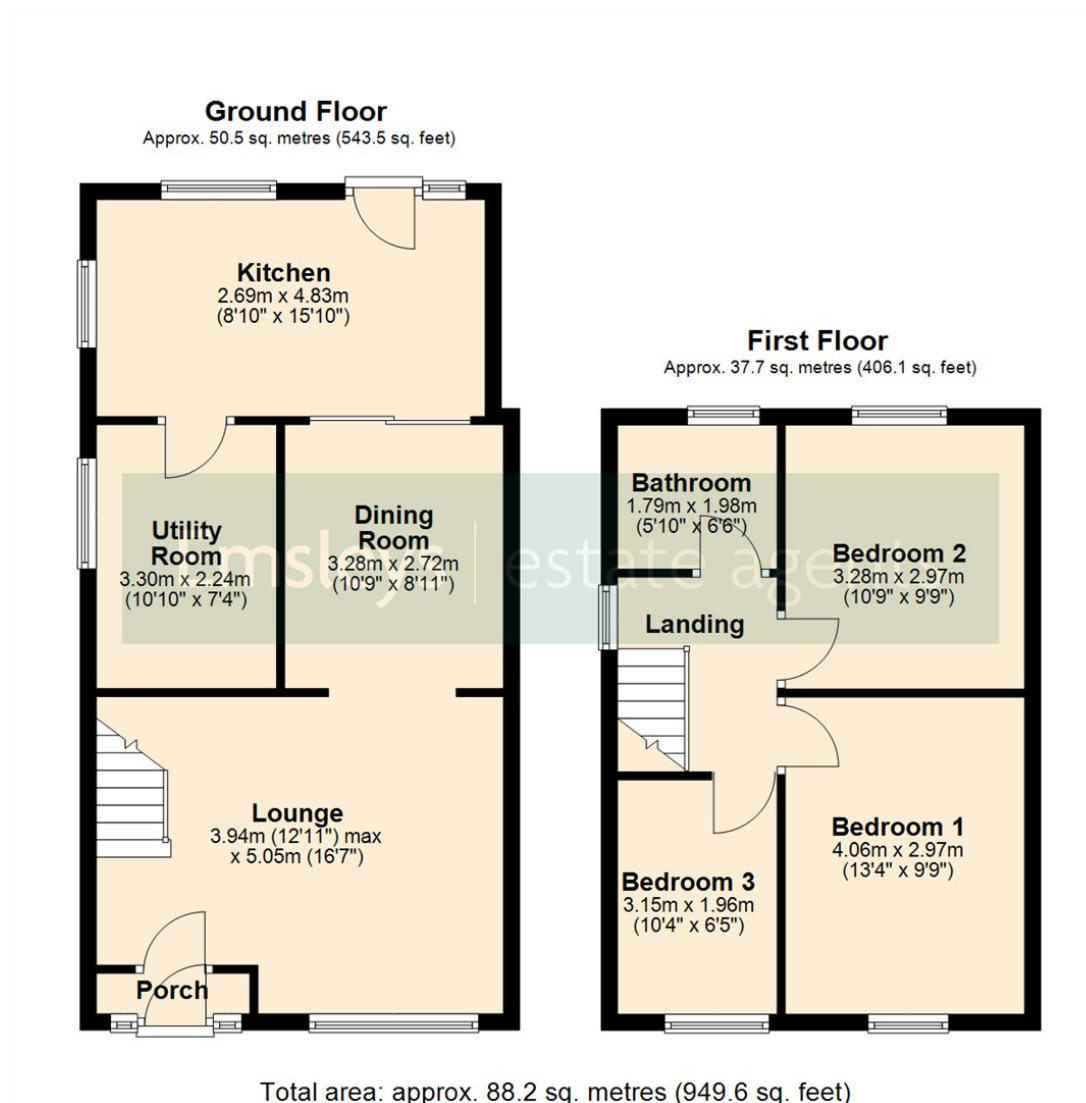 Ground Floor
Approx. 50.5 sq. metres (543.5 sq. feet)
Kitchen
2.69m x 4.83m
(8'10" x 15'10")
Utility
Room
3.30m x 2.24m
(10'10" x 7'4")
Dining
Room
3.28m x 2.72m
(10'9" x 8'11")
Lounge
3.94m (12'11") max
x 5.05m (16'7")
Porch
First Floor
Approx. 37.7 sq. metres (406.1 sq. feet)
Bathroom
1.79m x 1.98m
(5'10" x 6'6")
Bedroom 2
3.28m x 2.97m
(10'9" x 9'9")
Landing
Bedroom 1
4.06m x 2.97m
(13'4" x 9'9")
Bedroom 3
3.15m x 1.96m
(10'4" x 6'5")
estate
Total area: approx. 88.2 sq. metres (949.6 sq. feet)